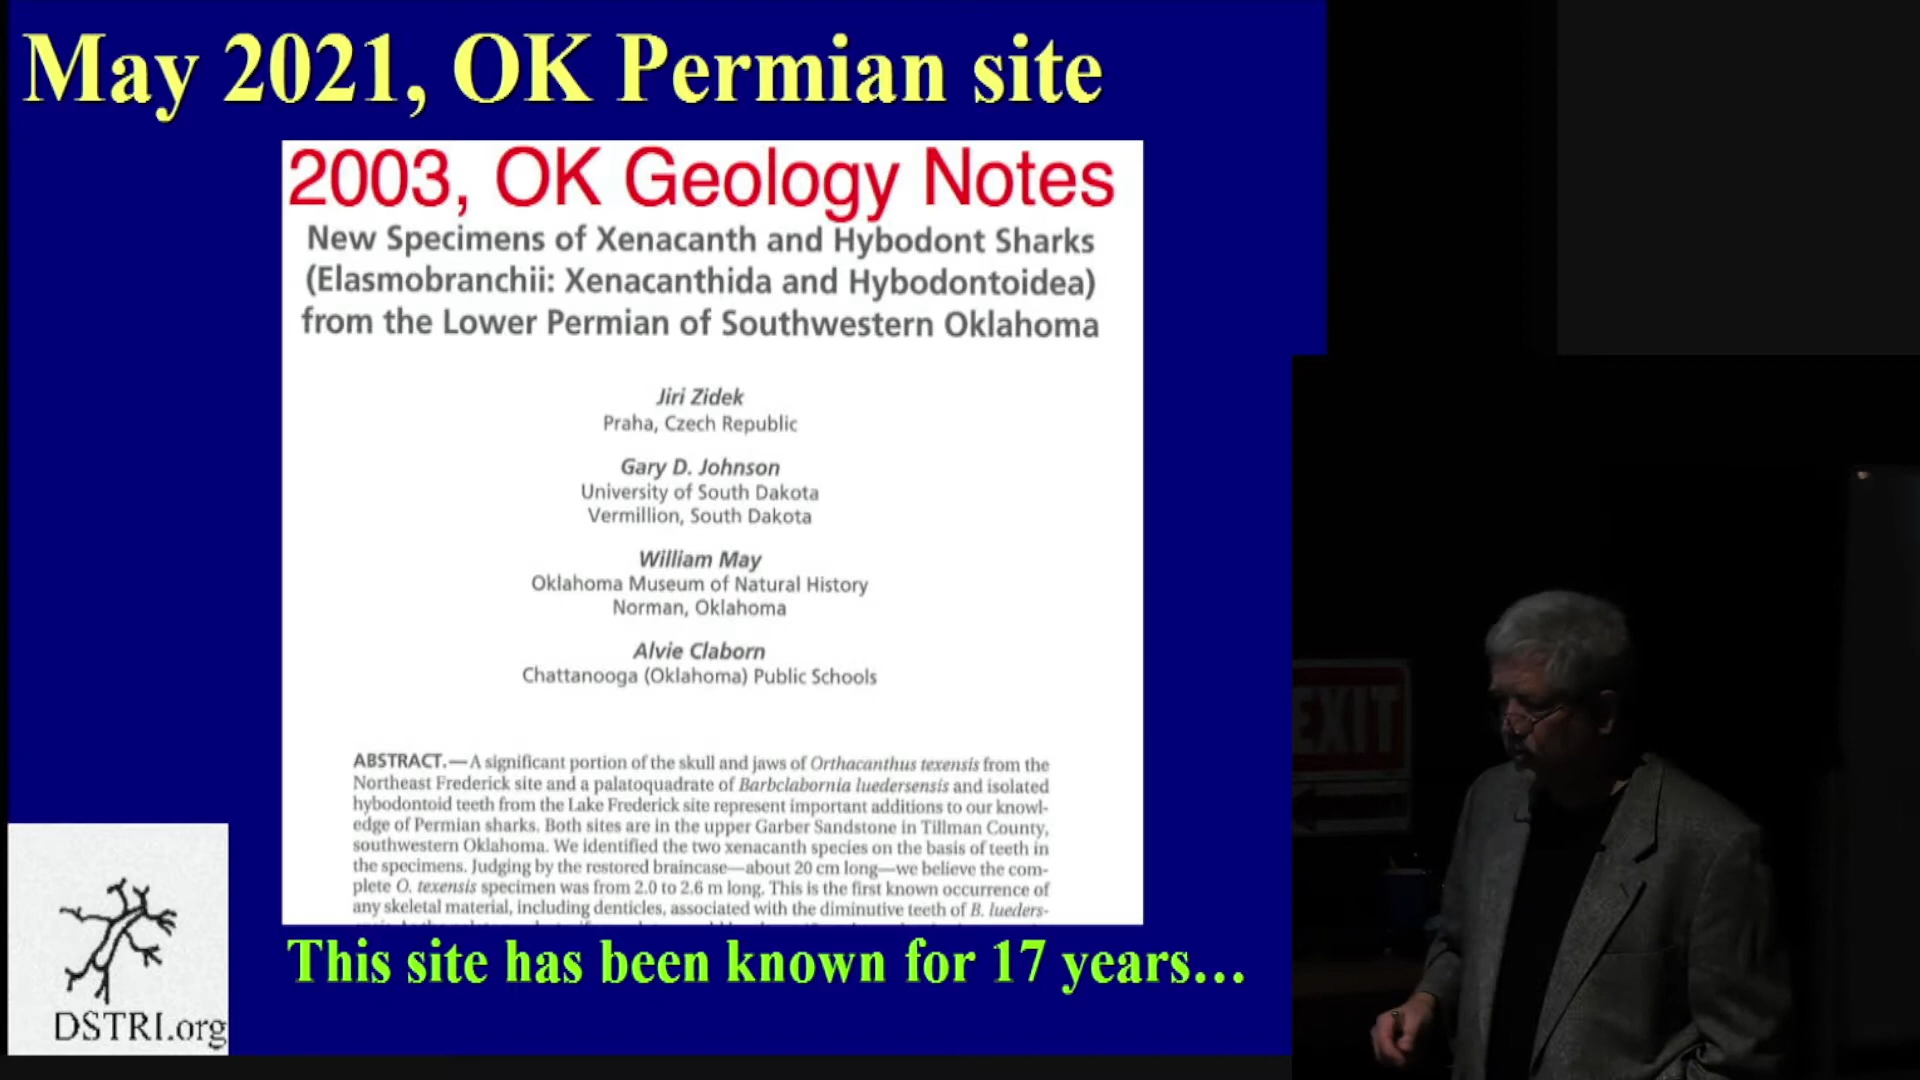 May 2021, OK Permian site
2003, OK Geology Notes
New Specimens of Xenacanth and Hybodont Sharks
(Elasmobranchii: Xenacanthida and Hybodontoidea)
from the Lower Permian of Southwestern Oklahoma
Jiri Zidek
Praha, Czech Republic
Gary D. Johnson
University of South Dakota
Vermillion, South Dakota
William May
Oklahoma Museum of Natural History
Norman, Oklahoma
Alvie Claborn
Chattanooga (Oklahoma) Public Schools
ABSTRACT.—A significant portion of the skull and jaws of Orthacanthus texensis from the
Northeast Frederick site and a palatoquadrate of Barbclabornia luedersensis and isolated
hybodontoid teeth from the Lake Frederick site represent important additions to our knowl-
edge of Permian sharks. Both sites are in the upper Garber Sandstone in Tillman County,
southwestern Oklahoma. We identified the two xenacanth species on the basis of teeth in
the specimens. Judging by the restored braincase—about 20 cm long—we believe the com-
plete O. texensis specimen was from 2.0 to 2.6 m long. This is the first known occurrence of
any skeletal material, including denticles, associated with the diminutive teeth of B. lueders-
This site has been known for 17 years...
DSTRI.org
EXIT